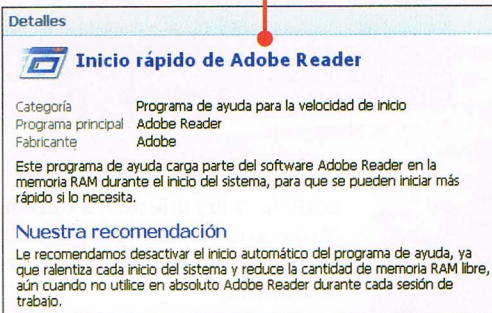 Detalles
Inicio rápido de Adobe Reader
Categoría Programa de ayuda para la velocidad de inicio
Programa principal Adobe Reader
Fabricante Adobe
Este programa de ayuda carga parte del software Adobe Reader en la
memoria RAM durante el inicio del sistema, para que se pueden iniciar más
rápido si lo necesita.
Nuestra recomendación
Le recomendamos desactivar el inicio automático del programa de ayuda, ya
que ralentiza cada inicio del sistema y reduce la cantidad de memoria RAM libre,
aún cuando no utilice en absoluto Adobe Reader durante cada sesión de
trabajo.